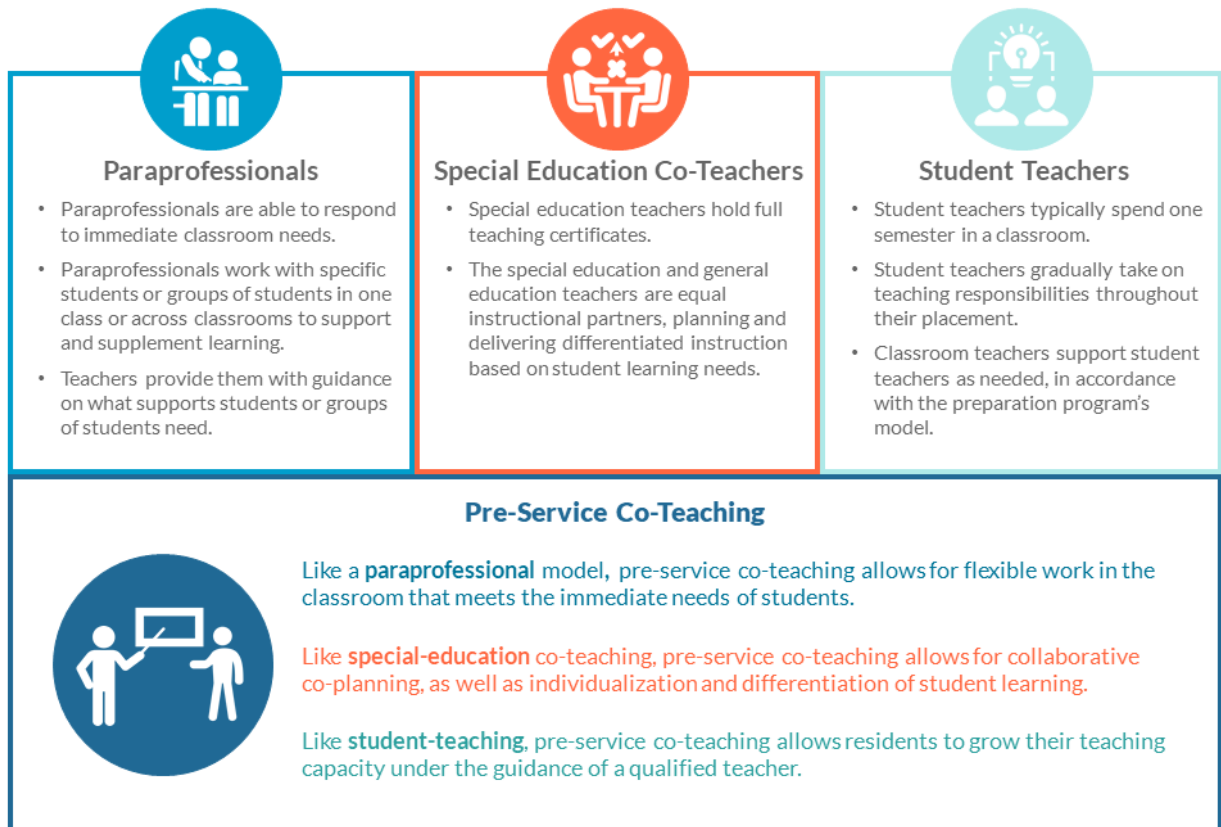 Paraprofessionals
• Paraprofessionals are able to respond
to immediate classroom needs.
• Paraprofessionals work with specific
students or groups of students in one
class or across classrooms to support
and supplement learning.
• Teachers provide them with guidance
on what supports students or groups
of students need.
Special Education Co-Teachers
• Special education teachers hold full
teaching certificates.
• The special education and general
education teachers are equal
instructional partners, planning and
delivering differentiated instruction
based on student learning needs.
Student Teachers
• Student teachers typically spend one
semester in a classroom.
• Student teachers gradually take on
teaching responsibilities throughout
their placement.
• Classroom teachers support student
teachers as needed, in accordance
with the preparation program's
model.
Pre-Service Co-Teaching
Like a paraprofessional model, pre-service co-teaching allows for flexible work in the
classroom that meets the immediate needs of students.
Like special-education co-teaching, pre-service co-teaching allows for collaborative
co-planning, as well as individualization and differentiation of student learning.
Like student-teaching, pre-service co-teaching allows residents to grow their teaching
capacity under the guidance of a qualified teacher.